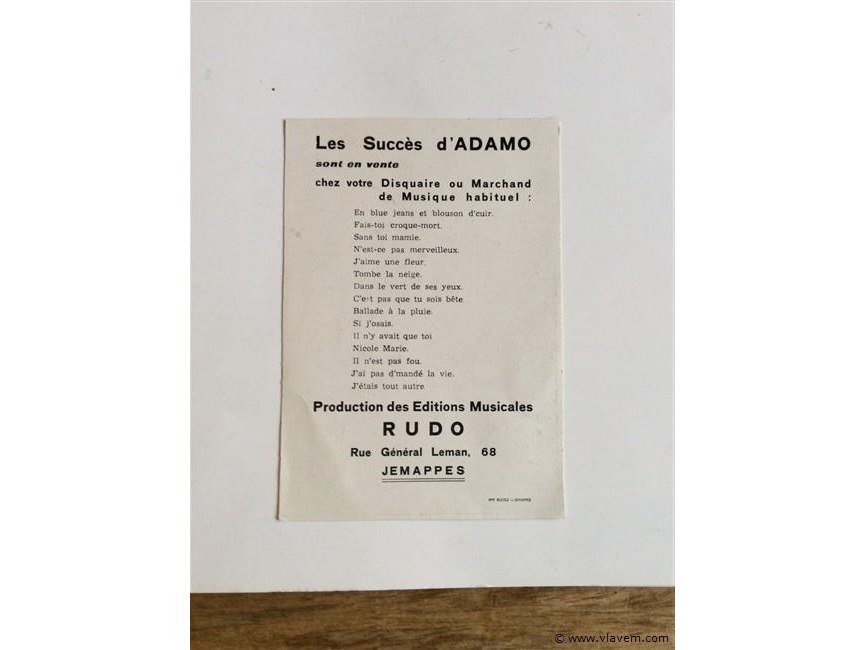 Les Succès d'ADAMO
sont en vente
chez votre Disquaire ou Marchand
de Musique habituel :
En blue jeans et blouson d'cuir.
Fais-toi croque-mort.
Sans toi mamie.
N'est-ce pas merveilleux.
J'aime une fleur.
Tombe la neige.
Dans le vert de ses yeux.
C'est pas que tu sois bête
Ballade à la pluie.
Si j'osais.
Il n'y avait que toi
Nicole Marie.
Il n'est pas fou.
J'ai pas d'mandé la vie.
J'étais tout autre
Production des Editions Musicales
RUDO
Rue Général Leman, 68
JEMAPPES
© www.vlavem.com